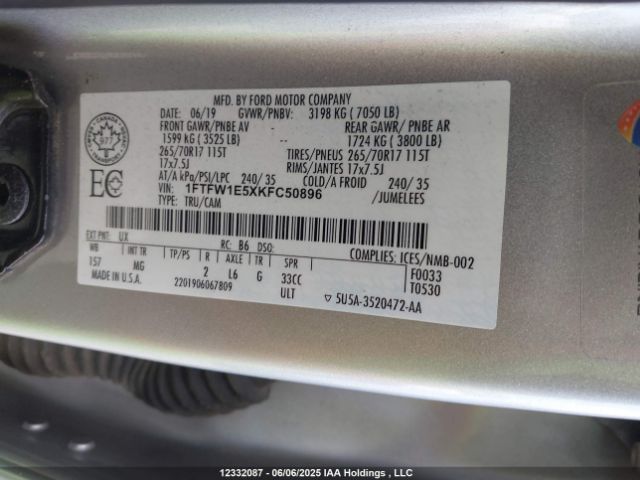 MFD. BY FORD MOTOR COMPANY
DATE: 06/19 GVWR/PNBV: 3198 KG ( 7050 LB)
FRONT GAWR/PNBE AV REAR GAWR/ PNBE AR
1599 KG ( 3525 LB) -- 1724 KG ( 3800 LB)
265/70R17 115T TIRES/PNEUS 265/70R17 115T
17x7.5J RIMS/JANTES 17x7.5J
AT/A kPa/PSI/LPC 240/ 35 COLD/A FROID 240/ 35
VIN: 1FTFW1E5XKFC50896 /JUMELEES
TYPE: TRU/CAM
CANADA
977
EC
EXT PNT: UX RC: B6 DSO: COMPLIES: ICES/NMB-002
WB INT TR TP/PS R AXLE TR SPR F0033
157 MG 2 L6 G 33CC T0530
MADE IN U.S.A. ULT
2201906067809 ▽ 5U5A-3520472-AA
12332087 - 06/06/2025 IAA Holdings , LLC